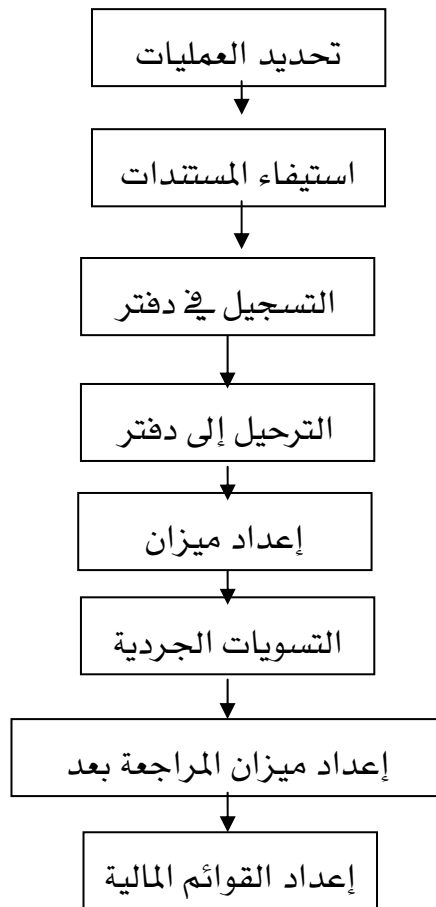 تحديد العمليات
استيفاء المستندات
التسجيل في دفتر
الترحيل إلى دفتر
إعداد ميزان
التسويات الجردية
إعداد ميزان المراجعة بعد
إعداد القوائم المالية